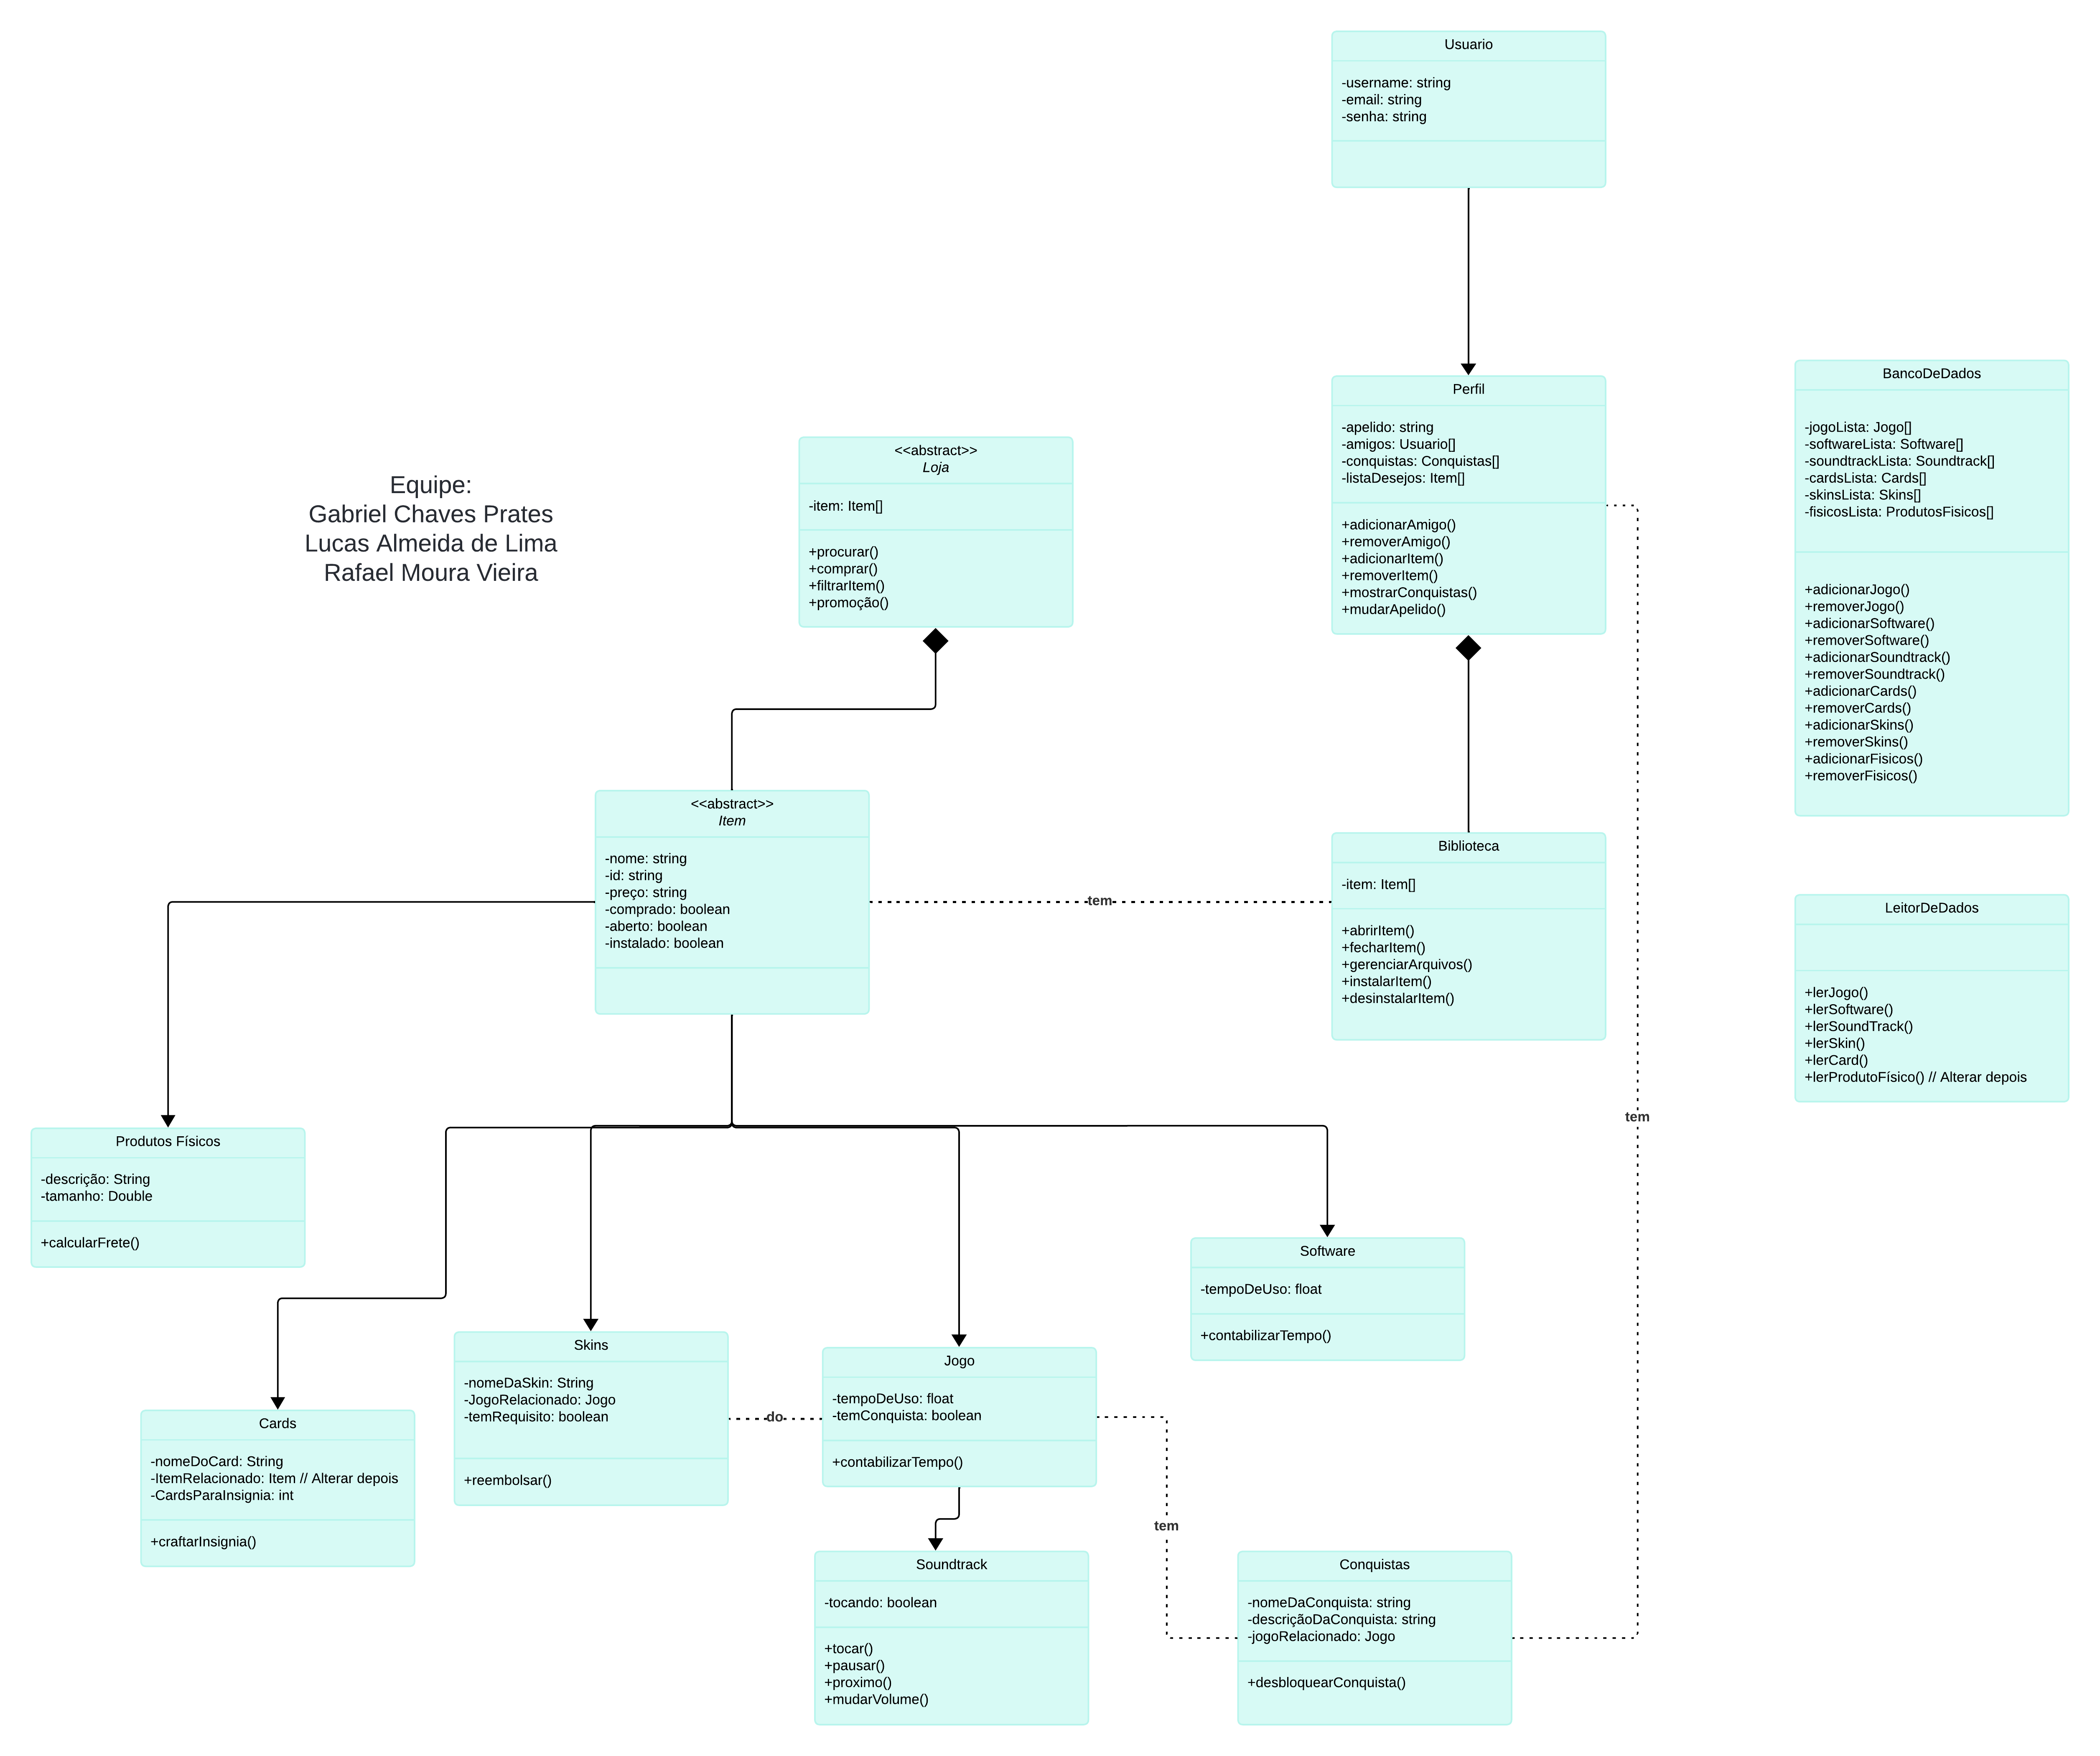 Usuario
-username: string
-email: string
-senha: string
Perfil
-apelido: string
-amigos: Usuario[]
-conquistas: Conquistas[]
-listaDesejos: Item[]
+adicionarAmigo()
+removerAmigo()
+adicionarItem()
+removerItem()
+mostrarConquistas()
+mudarApelido()
BancoDeDados
-jogoLista: Jogo[]
-softwareLista: Software[]
-soundtrackLista: Soundtrack[]
-cardsLista: Cards[]
-skinsLista: Skins[]
-fisicosLista: ProdutosFisicos[]
+adicionarJogo()
+removerJogo()
+adicionarSoftware()
+removerSoftware()
+adicionarSoundtrack()
+removerSoundtrack()
+adicionarCards()
+removerCards()
+adicionarSkins()
+removerSkins()
+adicionarFisicos()
+removerFisicos()
<<abstract>>
Loja
-item: Item[]
+procurar()
+comprar()
+filtrarItem()
+promoção()
Equipe:
Gabriel Chaves Prates
Lucas Almeida de Lima
Rafael Moura Vieira
<<abstract>>
Item
-nome: string
-id: string
-preço: string
-comprado: boolean
-aberto: boolean
-instalado: boolean
tem
Biblioteca
-item: Item[]
+abrirItem()
+fecharItem()
+gerenciarArquivos()
+instalarItem()
+desinstalarItem()
LeitorDeDados
+lerJogo()
+lerSoftware()
+lerSoundTrack()
+lerSkin()
+lerCard()
+lerProdutoFísico() // Alterar depois
tem
Produtos Físicos
-descrição: String
-tamanho: Double
+calcularFrete()
Software
-tempoDeUso: float
+contabilizarTempo()
Skins
-nomeDaSkin: String
-JogoRelacionado: Jogo
-temRequisito: boolean
+reembolsar()
do
Jogo
-tempoDeUso: float
-temConquista: boolean
+contabilizarTempo()
Cards
-nomeDoCard: String
-ItemRelacionado: Item // Alterar depois
-CardsParaInsignia: int
+craftarInsignia()
tem
Soundtrack
-tocando: boolean
+tocar()
+pausar()
+proximo()
+mudarVolume()
Conquistas
-nomeDaConquista: string
-descriçãoDaConquista: string
-jogoRelacionado: Jogo
+desbloquearConquista()